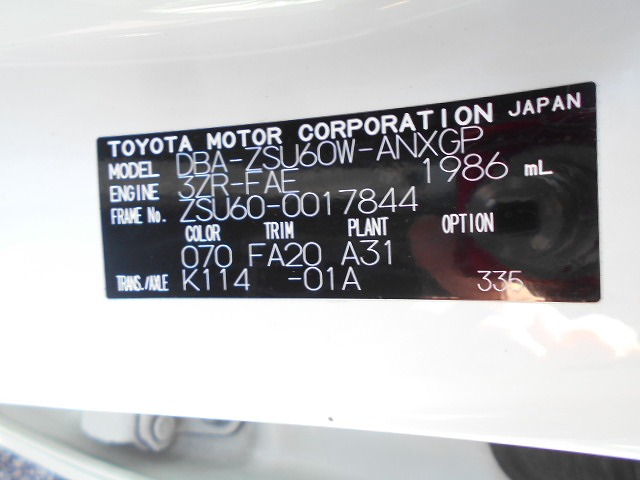 TOYOTA MOTOR CORPORATION JAPAN
MODEL DBA-ZSU60W-ANXGP
ENGINE 3ZR-FAE 1986 mL
FRAME No. ZSU60-0017844
COLOR TRIM PLANT OPTION
070 FA20 A31
TRANS./AXLE K114 -01A 335